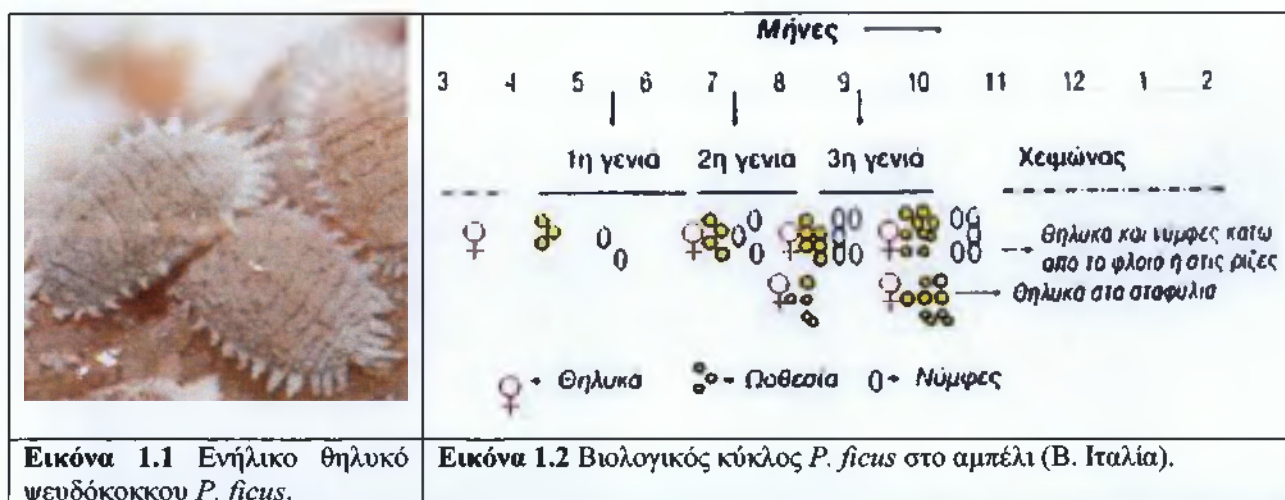 Μήνες
3 4 5 6 7 8 9 10 11 12 1 2
1η γενιά 2η γενιά 3η γενιά Χειμώνας
Θηλυκά και νύμφες κάτω
από το φλοιό ή στις ρίζες
Θηλυκά στα σταφύλια
Θηλυκά Ωοθεσία Νύμφες
Εικόνα 1.1 Ενήλικο θηλυκό
ψευδόκοκκου P. ficus.
Εικόνα 1.2 Βιολογικός κύκλος P. ficus στο αμπέλι (Β. Ιταλία).